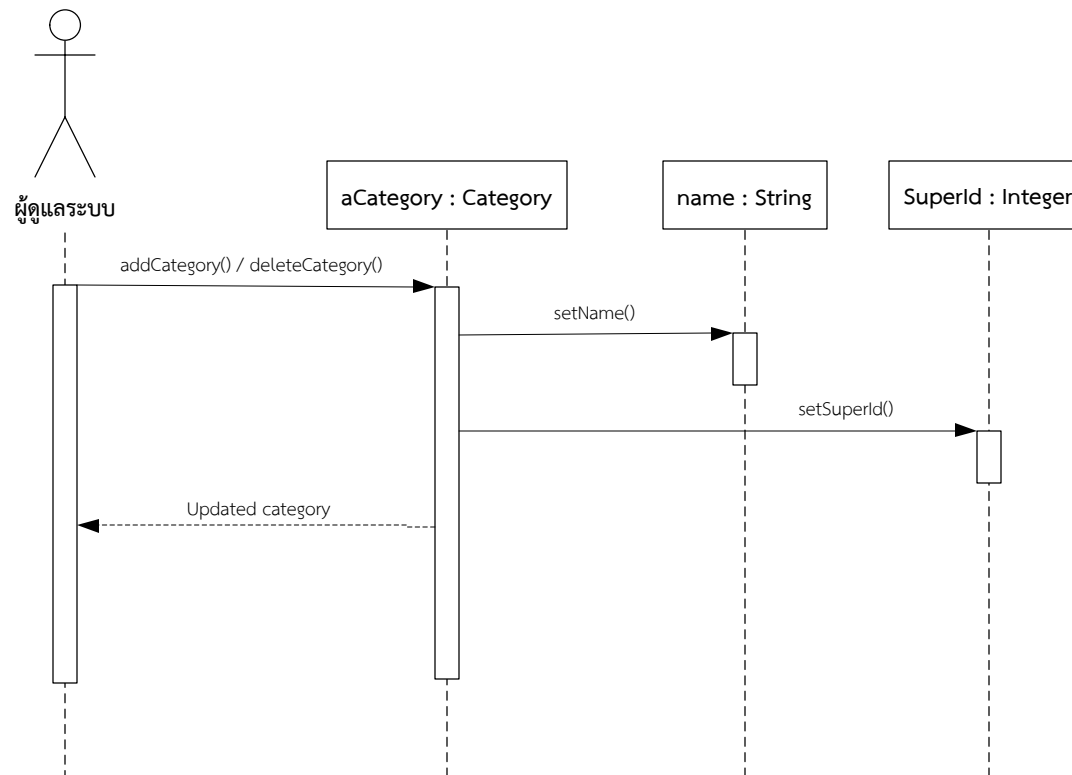 ผู้ดูแลระบบ
aCategory : Category
name : String
SuperId : Integer
addCategory() / deleteCategory()
setName()
setSuperId()
Updated category